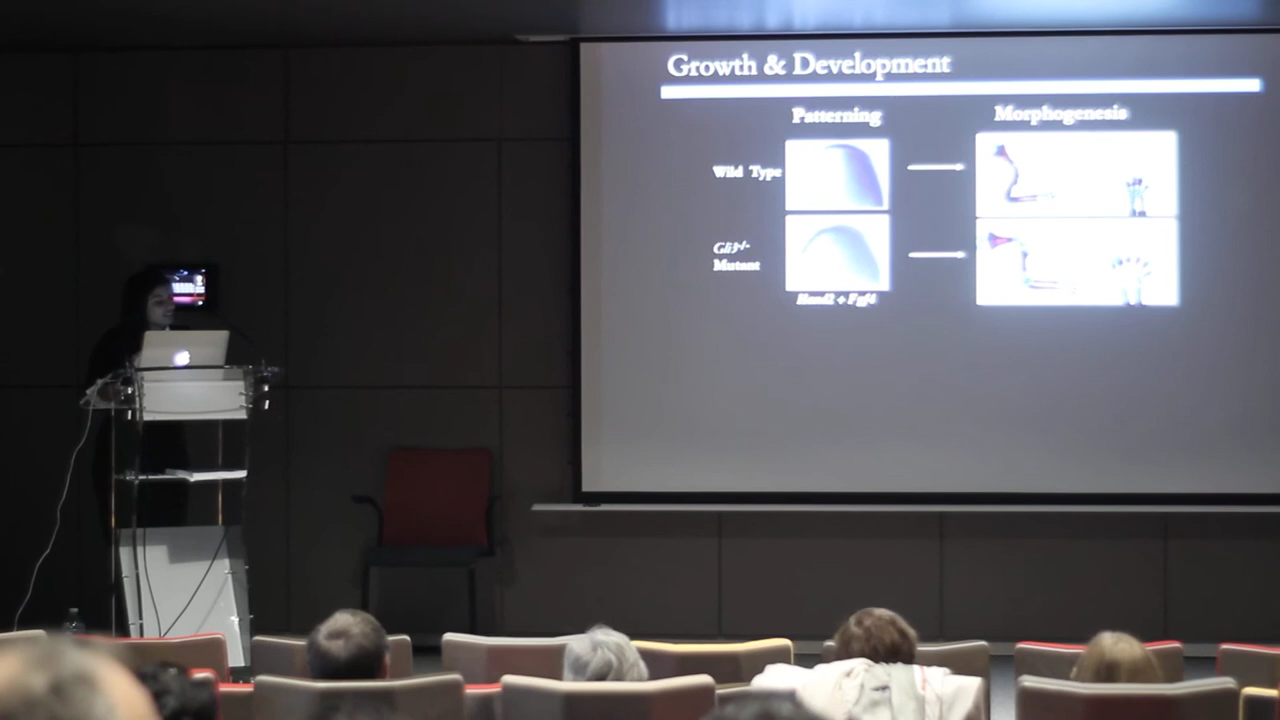 Growth & Development
Patterning
Morphogenesis
Wild Type
Gli3-/-
Mutant
Hand2 + Fgf4